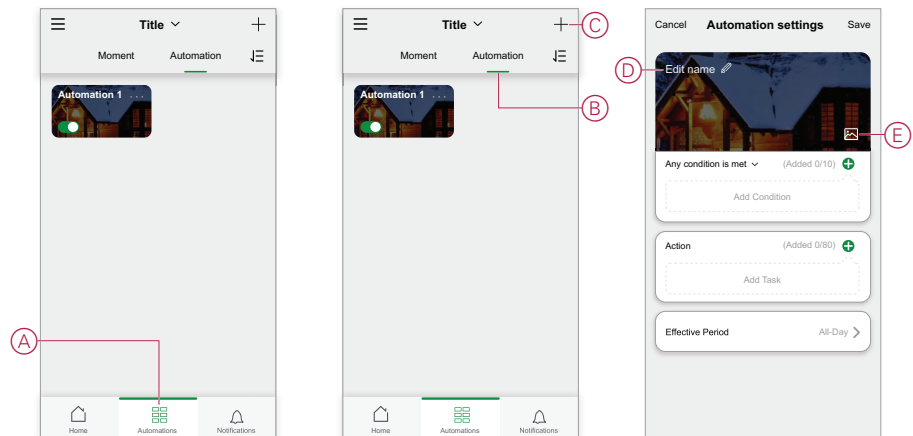 Title
Moment Automation
Automation 1 ...
A
Home Automations Notifications
Title
C
Moment Automation
B
Automation 1 ...
Home Automations Notifications
Cancel Automation settings Save
D
Edit name
E
Any condition is met (Added 0/10)
Add Condition
Action (Added 0/80)
Add Task
Effective Period All-Day